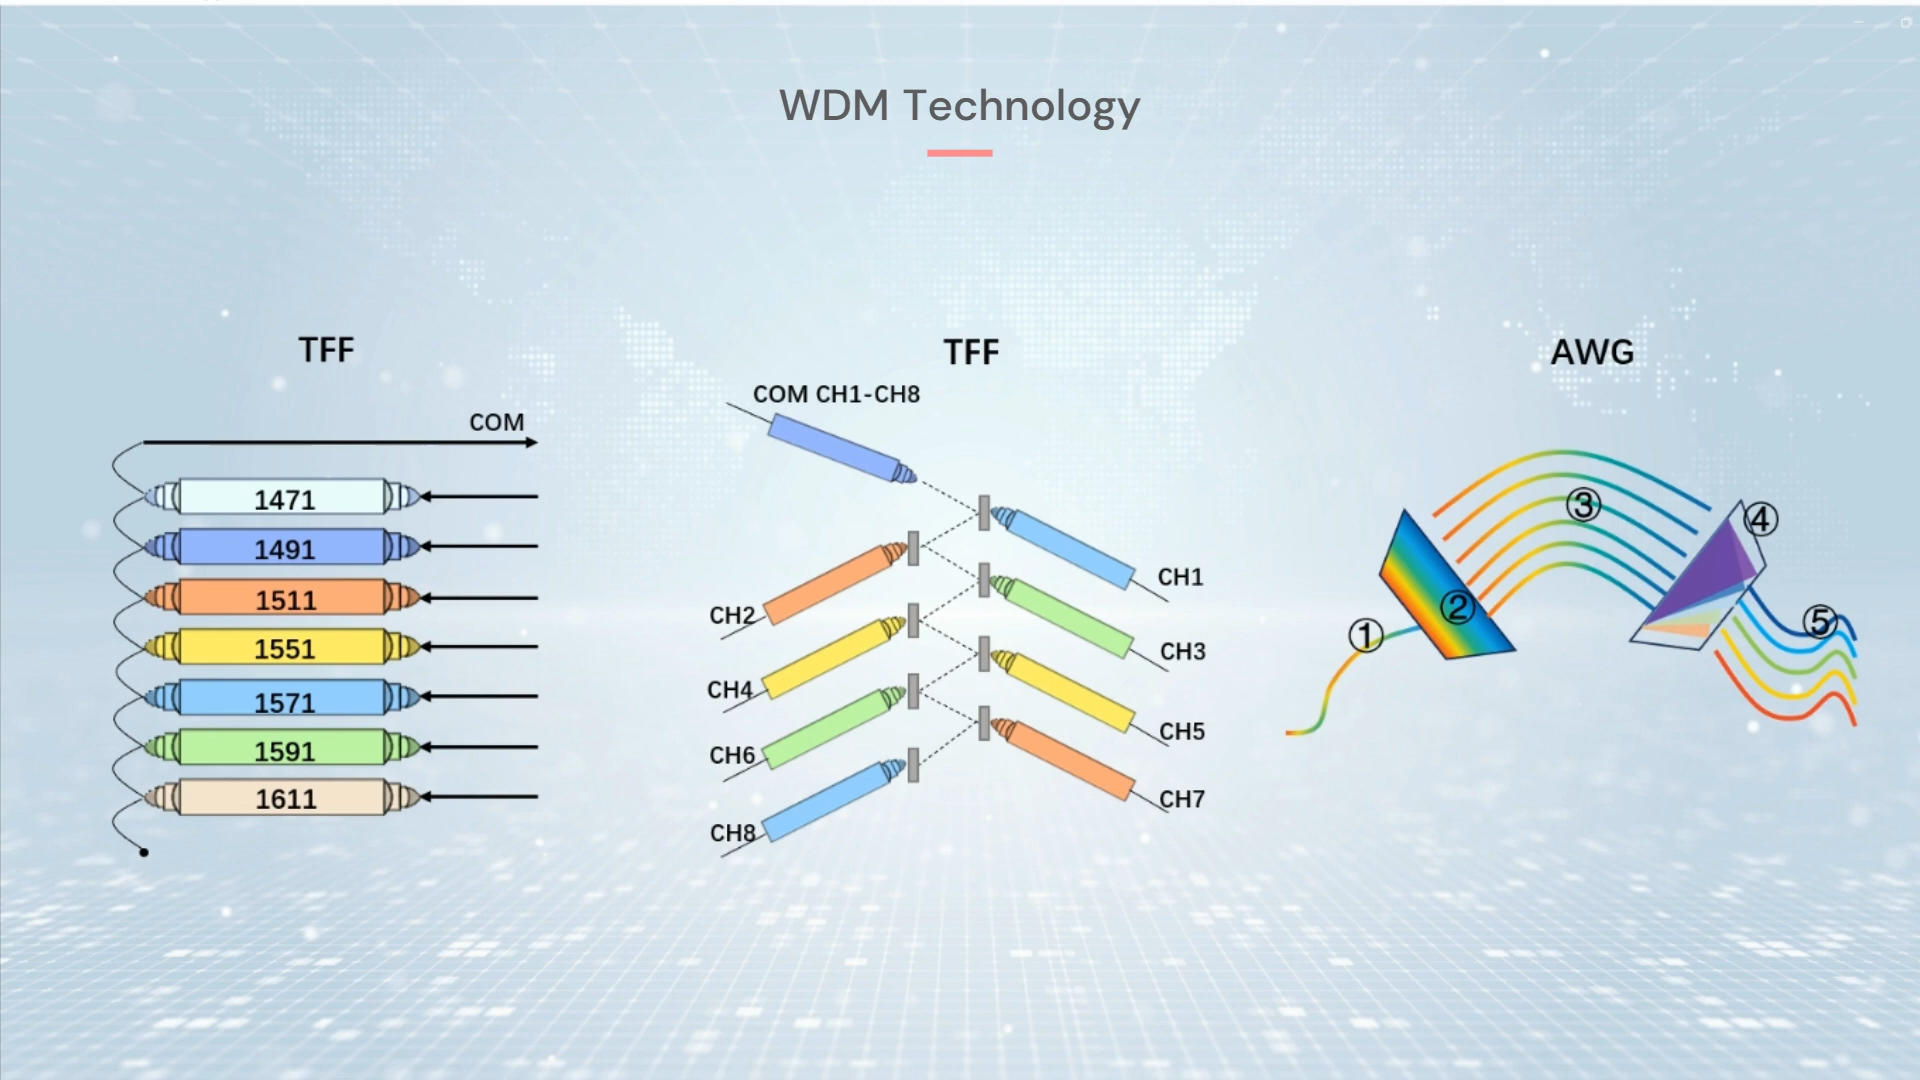 WDM Technology
TFF
COM
1471
1491
1511
1551
1571
1591
1611
TFF
COM CH1-CH8
CH1
CH2
CH3
CH4
CH5
CH6
CH7
CH8
AWG
①
②
③
④
⑤